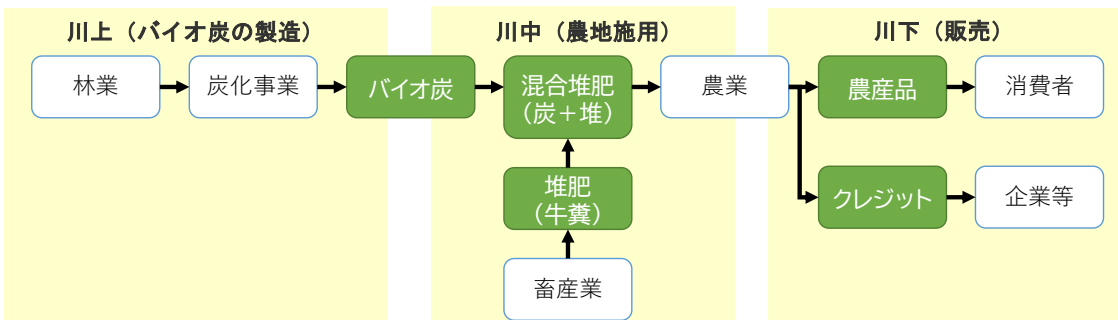 川上（バイオ炭の製造）
川中（農地施用）
川下（販売）
林業
炭化事業
バイオ炭
混合堆肥
（炭＋堆）
農業
農産品
消費者
堆肥
（牛糞）
クレジット
企業等
畜産業